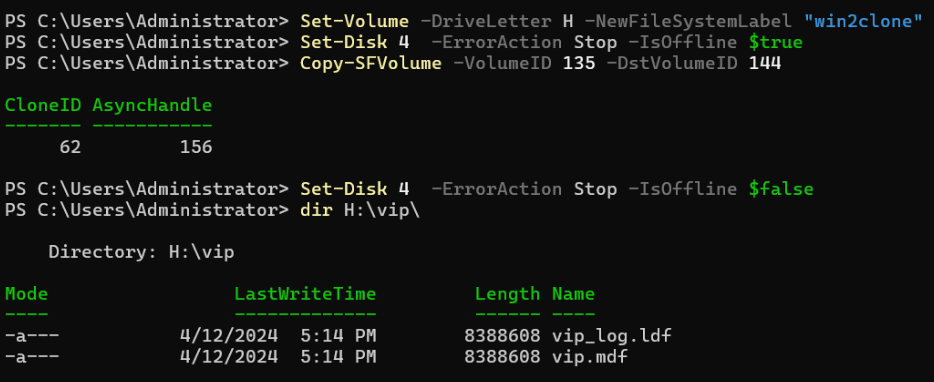 PS C:\Users\Administrator> Set-Volume -DriveLetter H -NewFileSystemLabel "win2clone"
PS C:\Users\Administrator> Set-Disk 4  -ErrorAction Stop -IsOffline $true
PS C:\Users\Administrator> Copy-SFVolume -VolumeID 135 -DstVolumeID 144
CloneID AsyncHandle
------- -----------
     62         156
PS C:\Users\Administrator> Set-Disk 4  -ErrorAction Stop -IsOffline $false
PS C:\Users\Administrator> dir H:\vip\
    Directory: H:\vip
Mode                 LastWriteTime         Length Name
----                 -------------         ------ ----
-a---           4/12/2024  5:14 PM        8388608 vip_log.ldf
-a---           4/12/2024  5:14 PM        8388608 vip.mdf